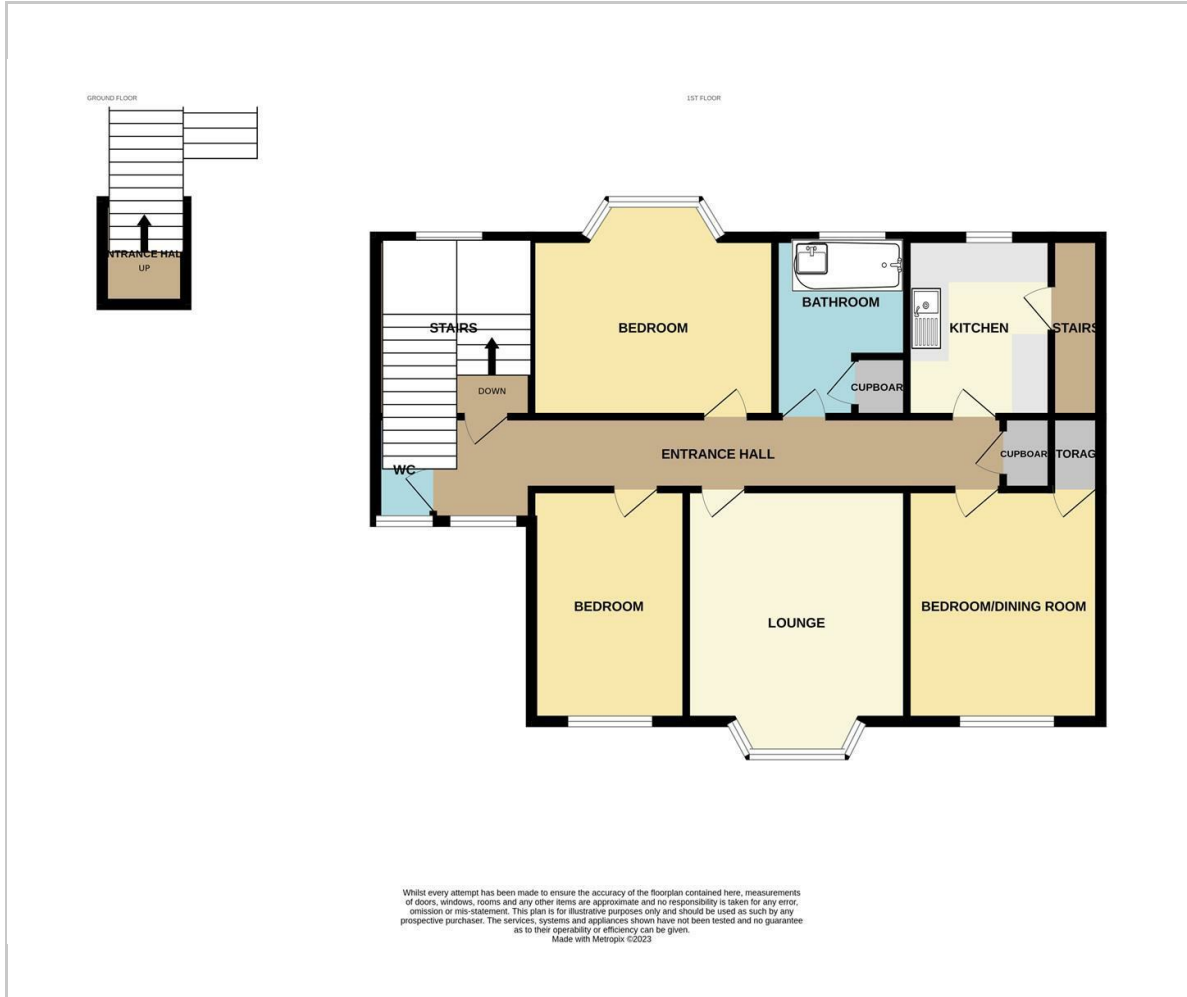 GROUND FLOOR
1ST FLOOR
NTRANCE HAL
UP
STAIRS
DOWN
BEDROOM
BATHROOM
CUPBOAR
KITCHEN
STAIRS
WC
ENTRANCE HALL
CUPBOAR
TORAG
BEDROOM
LOUNGE
BEDROOM/DINING ROOM
Whilst every attempt has been made to ensure the accuracy of the floorplan contained here, measurements
of doors, windows, rooms and any other items are approximate and no responsibility is taken for any error,
omission or mis-statement. This plan is for illustrative purposes only and should be used as such by any
prospective purchaser. The services, systems and appliances shown have not been tested and no guarantee
as to their operability or efficiency can be given.
Made with Metropix ©2023